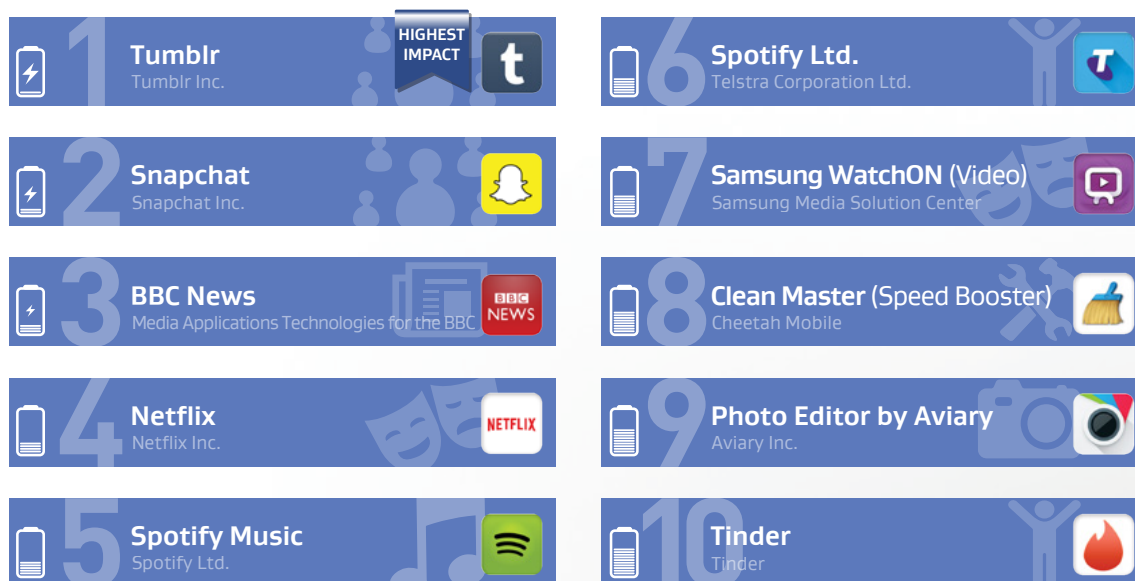 1
Tumblr
Tumblr Inc.
HIGHEST
IMPACT
t
2
Snapchat
Snapchat Inc.
3
BBC News
Media Applications Technologies for the BBC
BBC
NEWS
4
Netflix
Netflix Inc.
NETFLIX
5
Spotify Music
Spotify Ltd.
6
Spotify Ltd.
Telstra Corporation Ltd.
T
7
Samsung WatchON (Video)
Samsung Media Solution Center
8
Clean Master (Speed Booster)
Cheetah Mobile
9
Photo Editor by Aviary
Aviary Inc.
10
Tinder
Tinder